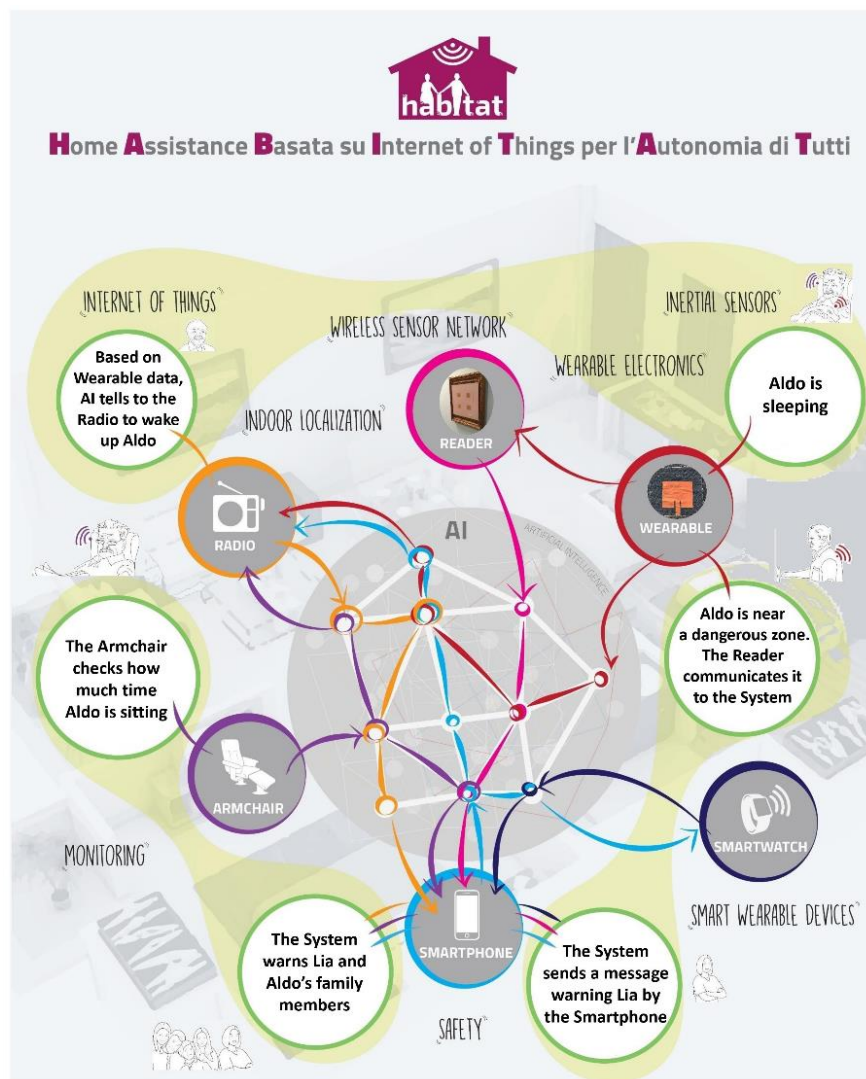 habitat
Home Assistance Basata su Internet of Things per l'Autonomia di Tutti
"INTERNET OF THINGS"
"WIRELESS SENSOR NETWORK"
"INERTIAL SENSORS"
"WEARABLE ELECTRONICS"
"INDOOR LOCALIZATION"
Based on
Wearable data,
AI tells to the
Radio to wake
up Aldo
READER
Aldo is
sleeping
RADIO
AI
ARTIFICIAL INTELLIGENCE
WEARABLE
The Armchair
checks how
much time
Aldo is sitting
Aldo is near
a dangerous zone.
The Reader
communicates it
to the System
ARMCHAIR
SMARTWATCH
"MONITORING"
"SMART WEARABLE DEVICES"
The System
warns Lia and
Aldo's family
members
SMARTPHONE
The System
sends a message
warning Lia by
the Smartphone
"SAFETY"